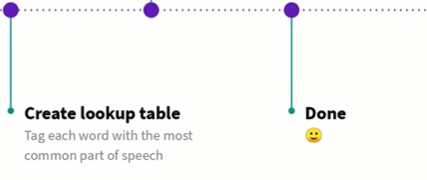 Create lookup table
Tag each word with the most
common part of speech
Done
🙂